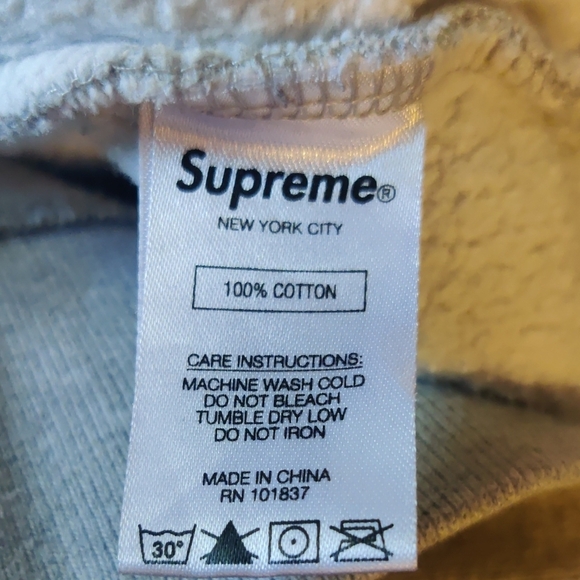 Supreme®
NEW YORK CITY
100% COTTON
CARE INSTRUCTIONS:
MACHINE WASH COLD
DO NOT BLEACH
TUMBLE DRY LOW
DO NOT IRON
MADE IN CHINA
RN 101837
30°